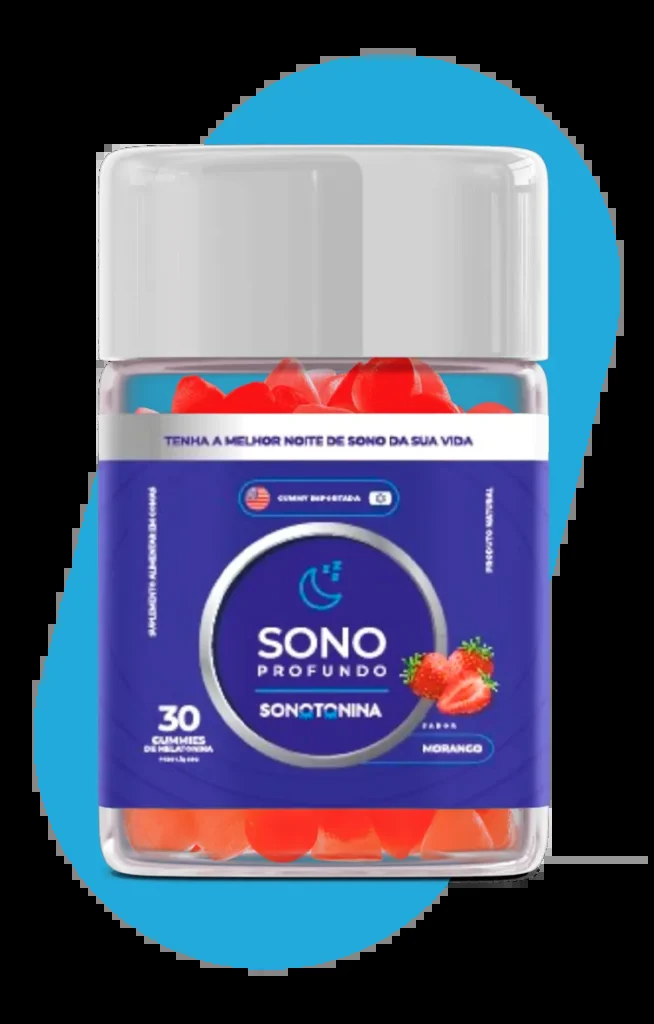 TENHA A MELHOR NOITE DE SONO DA SUA VIDA
GUMMY IMPORTADA
SUPLEMENTO ALIMENTAR EM GOMAS
PRODUTO NATURAL
SONO
PROFUNDO
SONOTONINA
30
GUMMIES
DE MELATONINA
SABOR
MORANGO